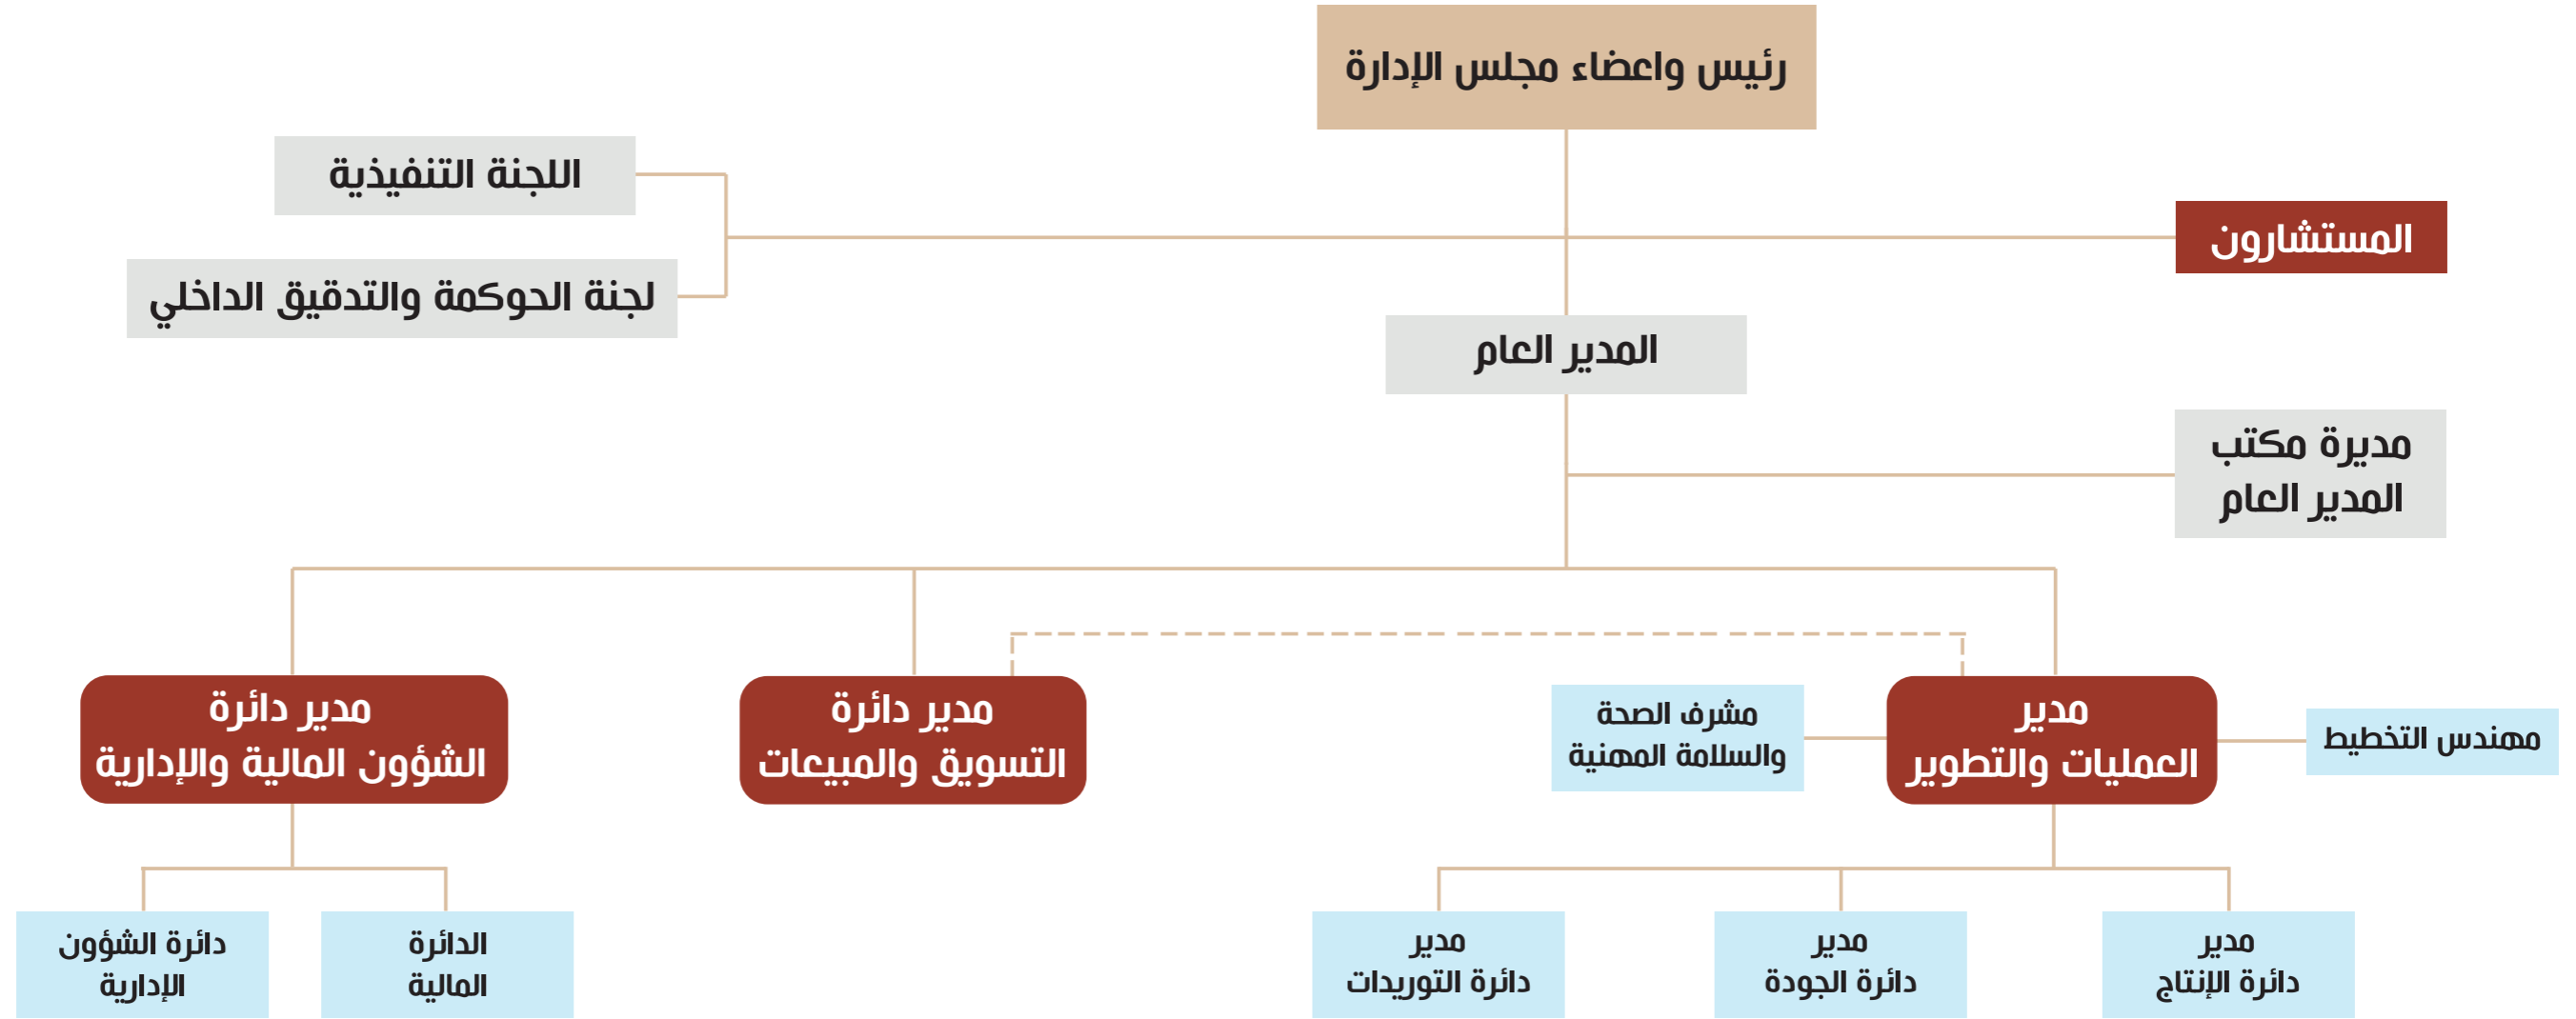 رئيس واعضاء مجلس الإدارة
اللجنة التنفيذية
المستشارون
لجنة الحوكمة والتدقيق الداخلي
المدير العام
مديرة مكتب
المدير العام
مهندس التخطيط
مدير
العمليات والتطوير
مشرف الصحة
والسلامة المهنية
مدير دائرة
التسويق والمبيعات
مدير دائرة
الشؤون المالية والإدارية
مدير
دائرة الإنتاج
مدير
دائرة الجودة
مدير
دائرة التوريدات
الدائرة
المالية
دائرة الشؤون
الإدارية